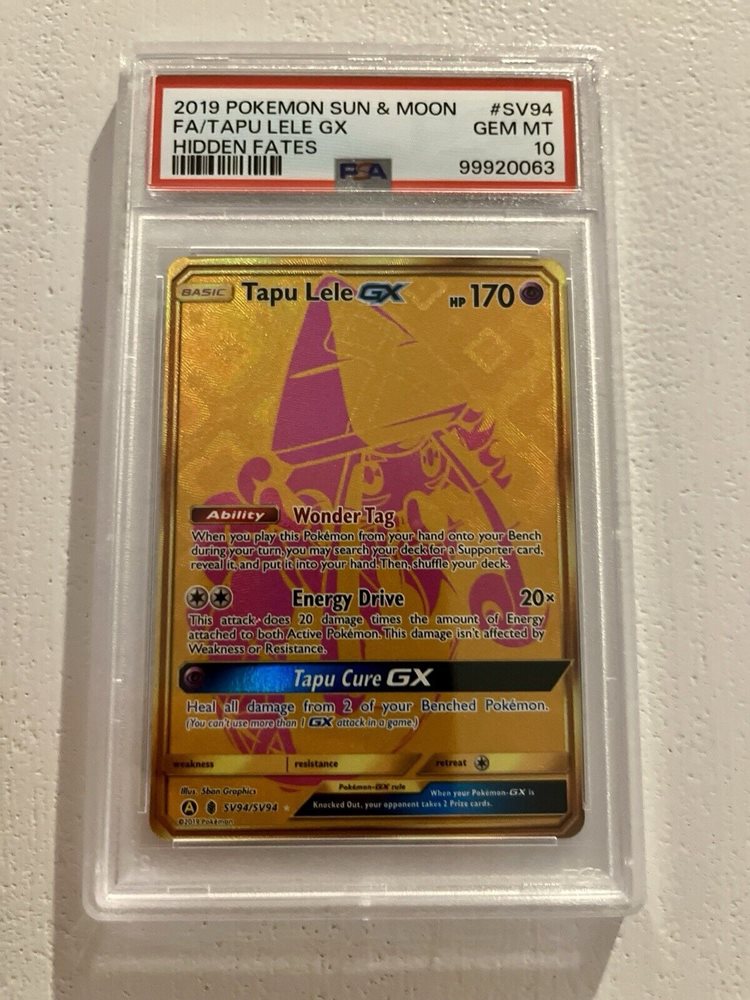 2019 POKEMON SUN & MOON #SV94
FA/TAPU LELE GX GEM MT
HIDDEN FATES 10
PSA 99920063
BASIC Tapu Lele GX HP 170
Ability Wonder Tag
When you play this Pokémon from your hand onto your Bench
during your turn, you may search your deck for a Supporter card,
reveal it, and put it into your hand. Then, shuffle your deck.
Energy Drive 20×
This attack does 20 damage times the amount of Energy
attached to both Active Pokémon. This damage isn't affected by
Weakness or Resistance.
Tapu Cure GX
Heal all damage from 2 of your Benched Pokémon.
(You can't use more than 1 GX attack in a game.)
weakness resistance retreat
Illus. 5ban Graphics Pokémon-GX rule When your Pokémon-GX is
A SV94/SV94 Knocked Out, your opponent takes 2 Prize cards.
©2019 Pokémon